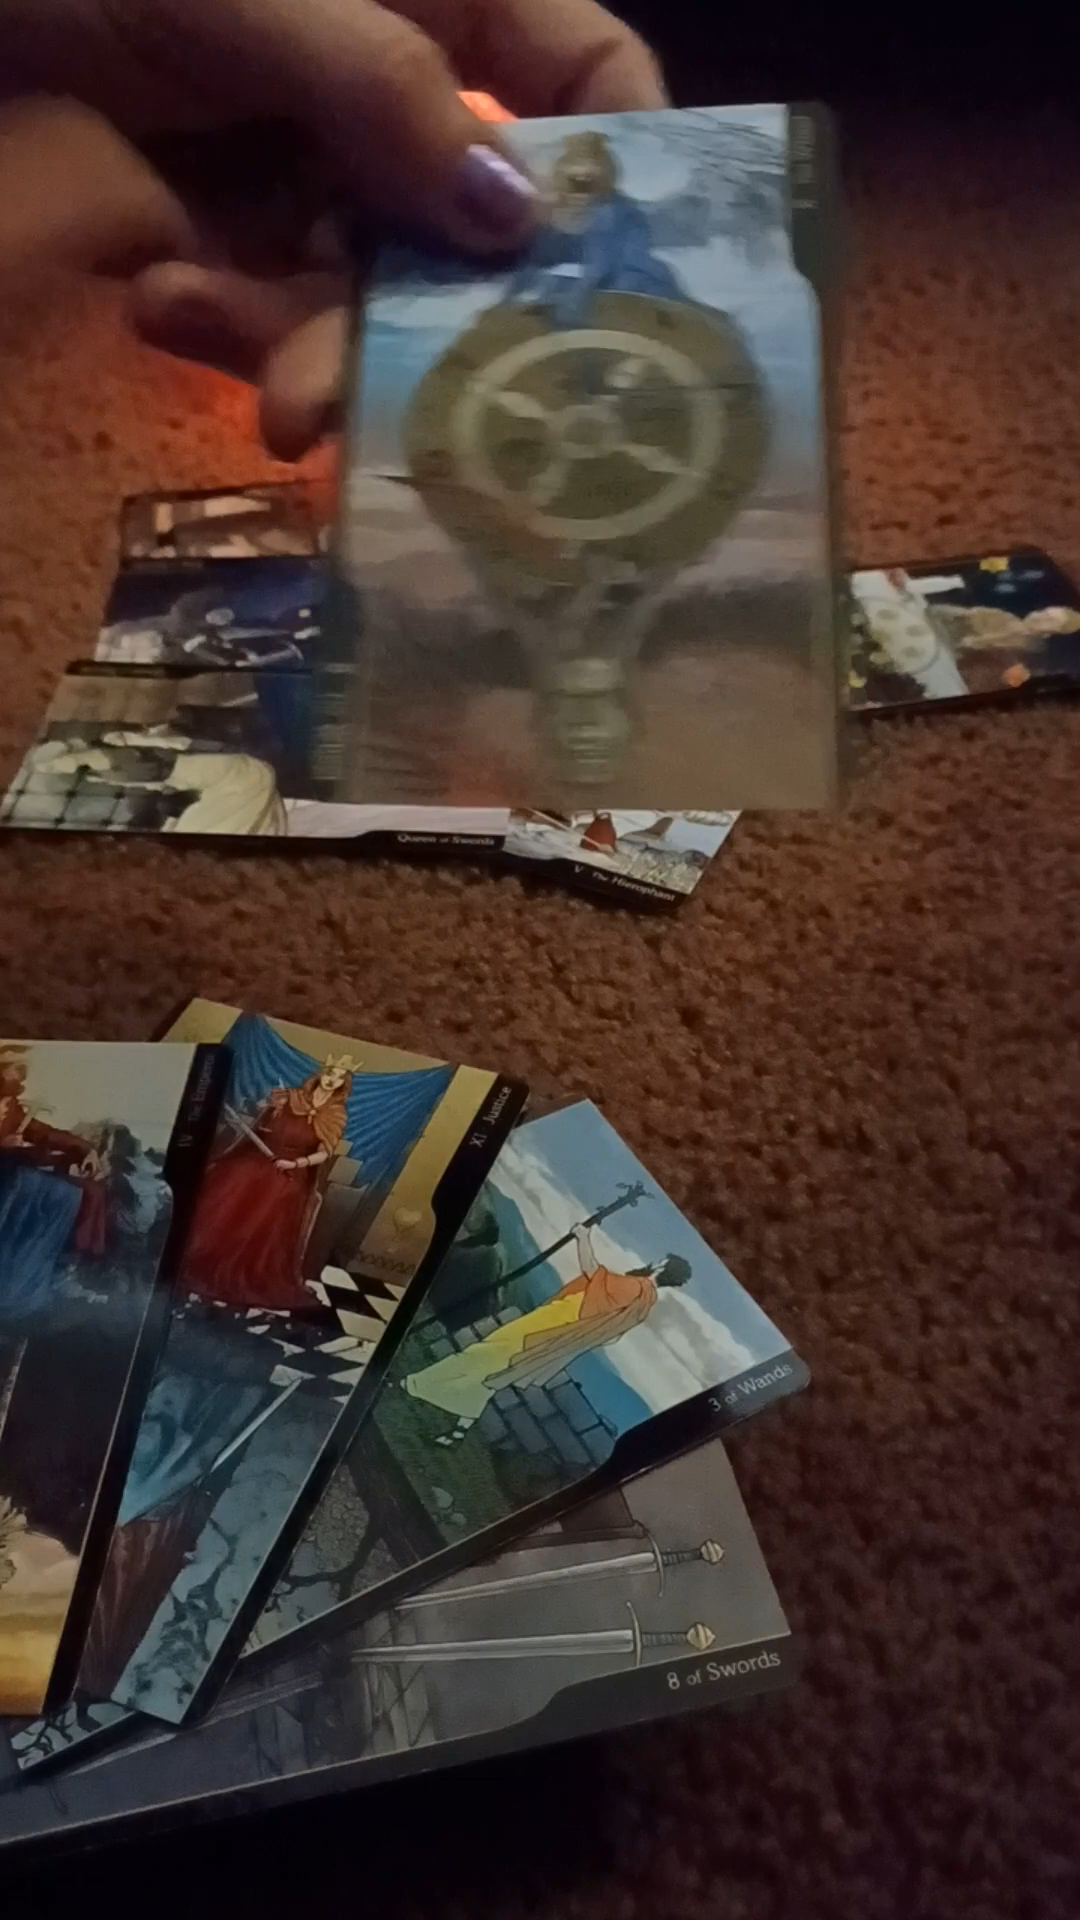 Queen of Swords
V The Hierophant
IV The Emperor
XI Justice
3 of Wands
8 of Swords